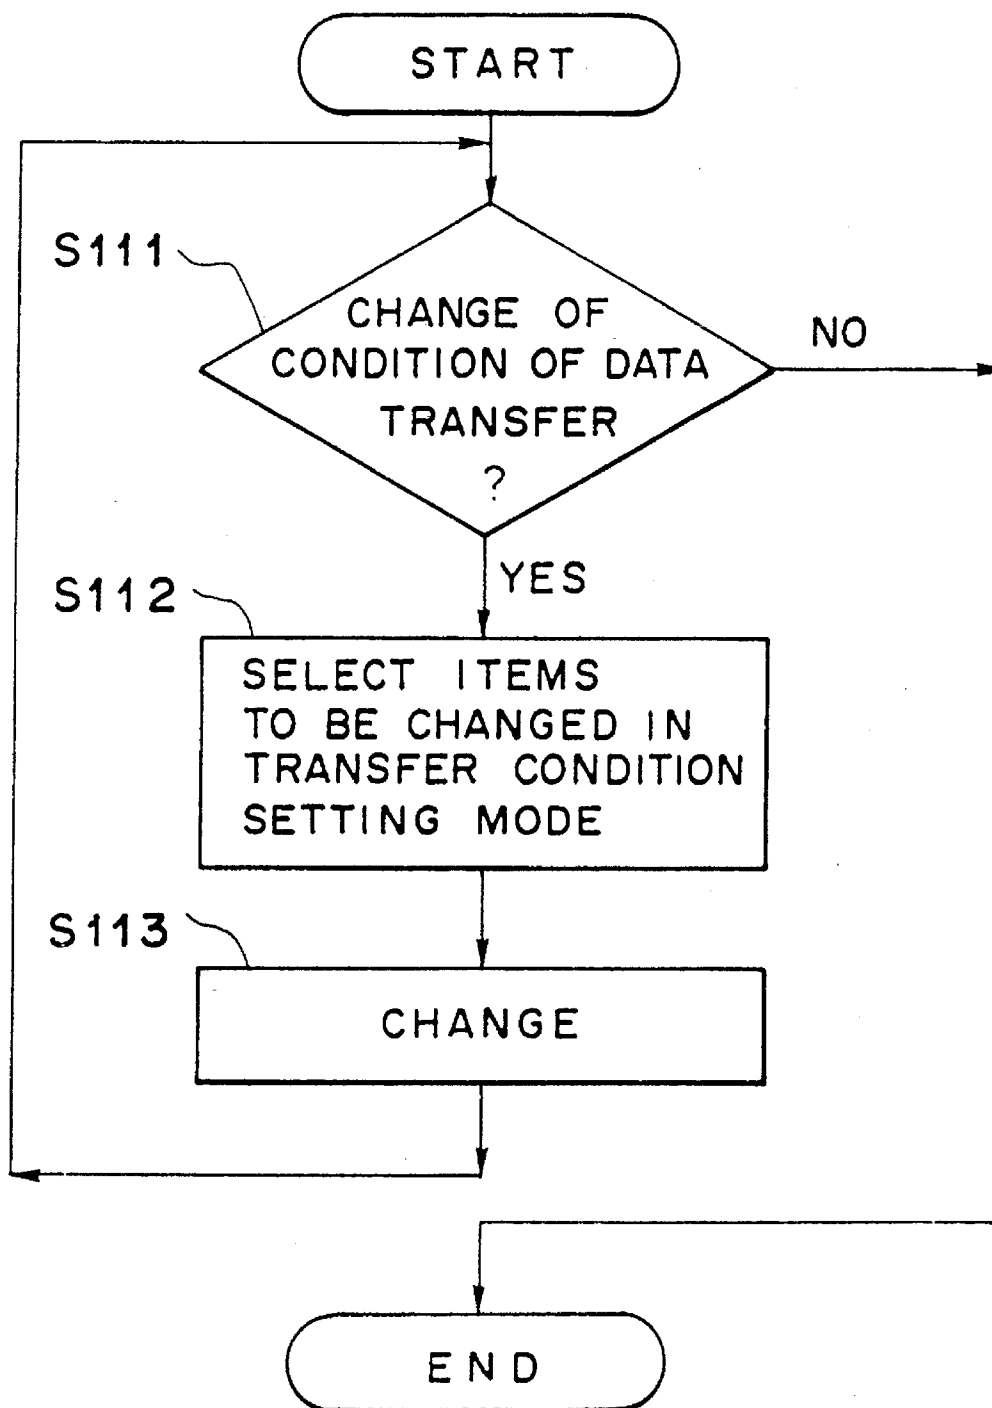 START
S111
CHANGE OF
CONDITION OF DATA
TRANSFER
?
NO
YES
S112
SELECT ITEMS
TO BE CHANGED IN
TRANSFER CONDITION
SETTING MODE
S113
CHANGE
END